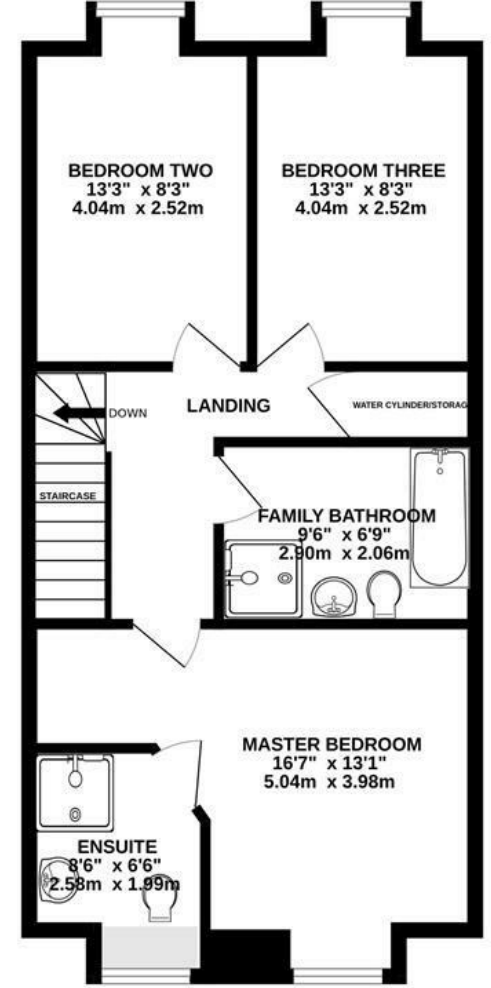 BEDROOM TWO
13'3" x 8'3"
4.04m x 2.52m
BEDROOM THREE
13'3" x 8'3"
4.04m x 2.52m
DOWN
LANDING
WATER CYLINDER/STORAG
STAIRCASE
FAMILY BATHROOM
9'6" x 6'9"
2.90m x 2.06m
MASTER BEDROOM
16'7" x 13'1"
5.04m x 3.98m
ENSUITE
8'6" x 6'6"
2.58m x 1.99m